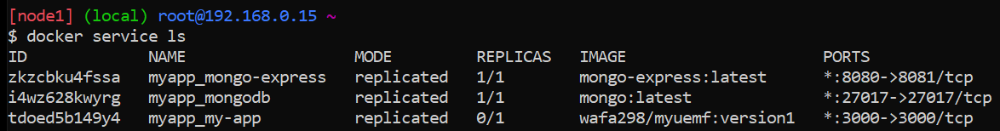 [node1] (local) root@192.168.0.15 ~
$ docker service ls
ID NAME MODE REPLICAS IMAGE PORTS
zkzcbku4fssa myapp_mongo-express replicated 1/1 mongo-express:latest *:8080->8081/tcp
i4wz628kwyrg myapp_mongodb replicated 1/1 mongo:latest *:27017->27017/tcp
tdoed5b149y4 myapp_my-app replicated 0/1 wafa298/myuemf:version1 *:3000->3000/tcp